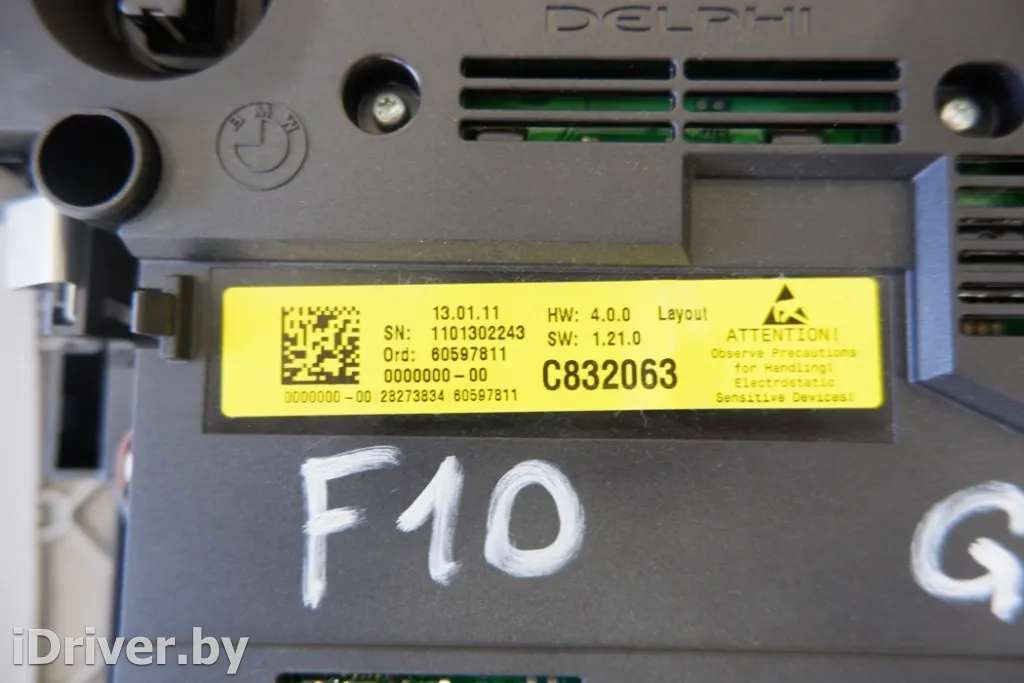 DELPHI
BMW
13.01.11
SN: 1101302243
Ord: 60597811
0000000-00
0000000-00 28273834 60597811
HW: 4.0.0 Layout
SW: 1.21.0
C832063
ATTENTION!
Observe Precautions
for Handling!
Electrostatic
Sensitive Devices!
F10
G
iDriver.by